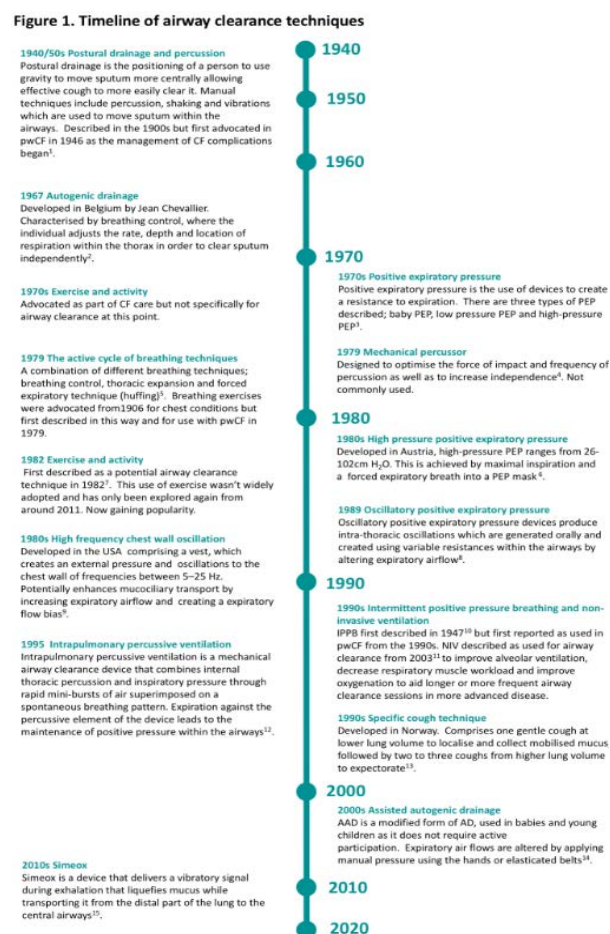 Figure 1. Timeline of airway clearance techniques
1940
1940/50s Postural drainage and percussion
Postural drainage is the positioning of a person to use
gravity to move sputum more centrally allowing
effective cough to more easily clear it. Manual
techniques include percussion, shaking and vibrations
which are used to move sputum within the
airways. Described in the 1900s but first advocated in
pwCF in 1946 as the management of CF complications
began¹.
1950
1960
1967 Autogenic drainage
Developed in Belgium by Jean Chevallier.
Characterised by breathing control, where the
individual adjusts the rate, depth and location of
respiration within the thorax in order to clear sputum
independently².
1970
1970s Positive expiratory pressure
Positive expiratory pressure is the use of devices to create
a resistance to expiration. There are three types of PEP
described; baby PEP, low pressure PEP and high-pressure
PEP³.
1970s Exercise and activity
Advocated as part of CF care but not specifically for
airway clearance at this point.
1979 Mechanical percussor
Designed to optimise the force of impact and frequency of
percussion as well as to increase independence⁴. Not
commonly used.
1979 The active cycle of breathing techniques
A combination of different breathing techniques;
breathing control, thoracic expansion and forced
expiratory technique (huffing)⁵. Breathing exercises
were advocated from1906 for chest conditions but
first described in this way and for use with pwCF in
1979.
1980
1980s High pressure positive expiratory pressure
Developed in Austria, high-pressure PEP ranges from 26-
102cm H₂O. This is achieved by maximal inspiration and
a forced expiratory breath into a PEP mask ⁶.
1982 Exercise and activity
First described as a potential airway clearance
technique in 1982⁷. This use of exercise wasn't widely
adopted and has only been explored again from
around 2011. Now gaining popularity.
1989 Oscillatory positive expiratory pressure
Oscillatory positive expiratory pressure devices produce
intra-thoracic oscillations which are generated orally and
created using variable resistances within the airways by
altering expiratory airflow⁸.
1980s High frequency chest wall oscillation
Developed in the USA comprising a vest, which
creates an external pressure and oscillations to the
chest wall of frequencies between 5–25 Hz.
Potentially enhances mucociliary transport by
increasing expiratory airflow and creating a expiratory
flow bias⁹.
1990
1990s Intermittent positive pressure breathing and non-
invasive ventilation
IPPB first described in 1947¹⁰ but first reported as used in
pwCF from the 1990s. NIV described as used for airway
clearance from 2003¹¹ to improve alveolar ventilation,
decrease respiratory muscle workload and improve
oxygenation to aid longer or more frequent airway
clearance sessions in more advanced disease.
1995 Intrapulmonary percussive ventilation
Intrapulmonary percussive ventilation is a mechanical
airway clearance device that combines internal
thoracic percussion and inspiratory pressure through
rapid mini-bursts of air superimposed on a
spontaneous breathing pattern. Expiration against the
percussive element of the device leads to the
maintenance of positive pressure within the airways¹².
1990s Specific cough technique
Developed in Norway. Comprises one gentle cough at
lower lung volume to localise and collect mobilised mucus,
followed by two to three coughs from higher lung volume
to expectorate¹³.
2000
2000s Assisted autogenic drainage
AAD is a modified form of AD, used in babies and young
children as it does not require active
participation. Expiratory air flows are altered by applying
manual pressure using the hands or elasticated belts¹⁴.
2010s Simeox
Simeox is a device that delivers a vibratory signal
during exhalation that liquefies mucus while
transporting it from the distal part of the lung to the
central airways¹⁵.
2010
2020